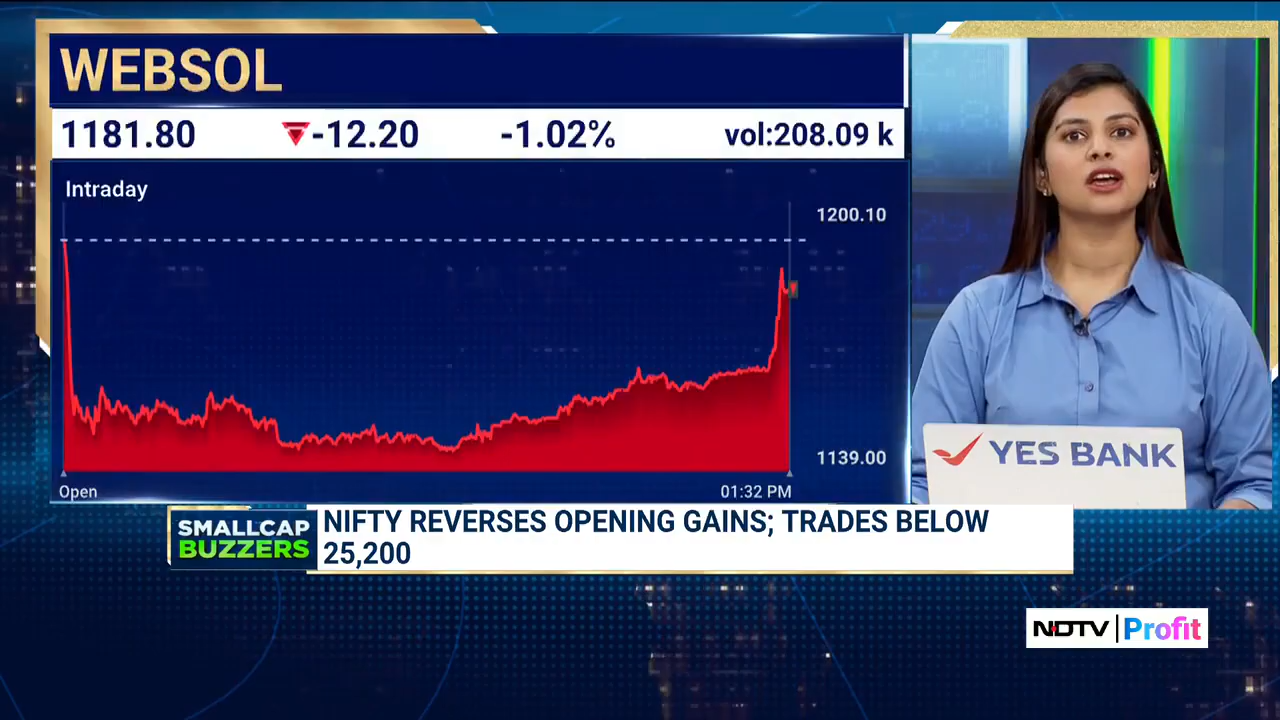 WEBSOL
1181.80 -12.20 -1.02% vol:208.09 k
Intraday
1200.10
1139.00
Open 01:32 PM
YES BANK
SMALLCAP
BUZZERS
NIFTY REVERSES OPENING GAINS; TRADES BELOW
25,200
NDTV Profit